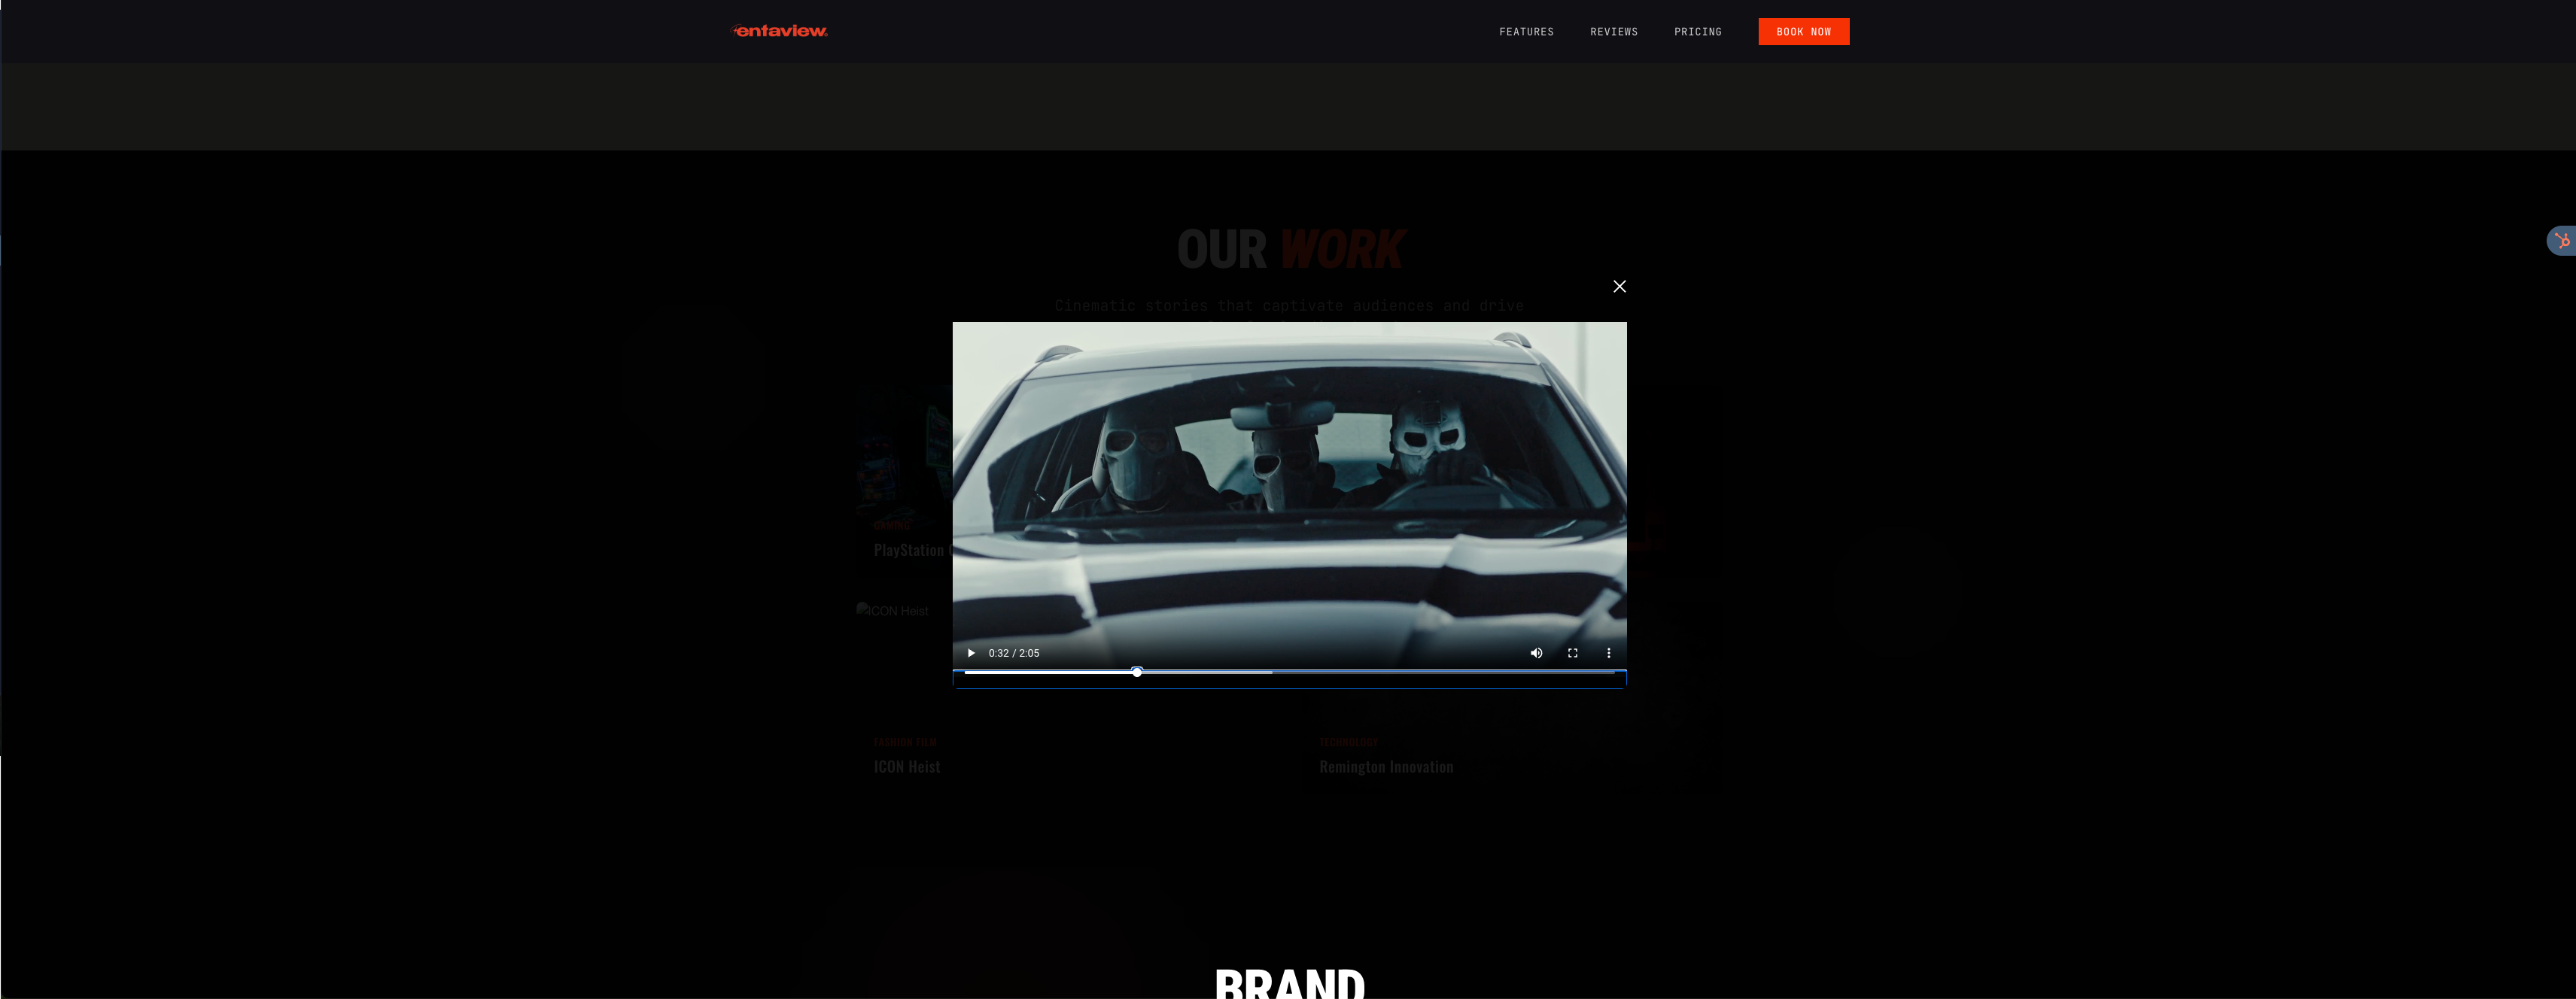 entaview
FEATURES
REVIEWS
PRICING
BOOK NOW
OUR WORK
Cinematic stories that captivate audiences and drive
GAMING
PlayStation
ICON Heist
0:32 / 2:05
FASHION FILM
ICON Heist
TECHNOLOGY
Remington Innovation
BRAND